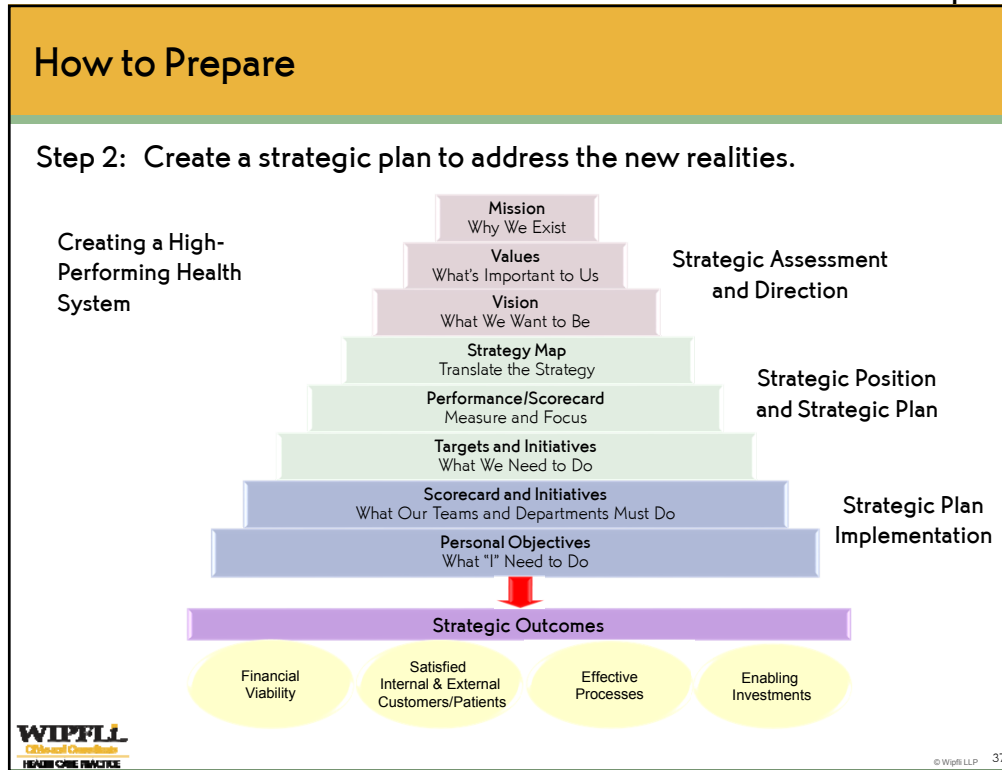 How to Prepare
Step 2: Create a strategic plan to address the new realities.
Creating a High-
Performing Health
System
Mission
Why We Exist
Values
What's Important to Us
Vision
What We Want to Be
Strategic Assessment
and Direction
Strategy Map
Translate the Strategy
Performance/Scorecard
Measure and Focus
Targets and Initiatives
What We Need to Do
Strategic Position
and Strategic Plan
Scorecard and Initiatives
What Our Teams and Departments Must Do
Personal Objectives
What "I" Need to Do
Strategic Plan
Implementation
Strategic Outcomes
Financial
Viability
Satisfied
Internal & External
Customers/Patients
Effective
Processes
Enabling
Investments
WIPFLi
CPAs and Consultants
HEALTH CARE PRACTICE
© Wipfli LLP
37